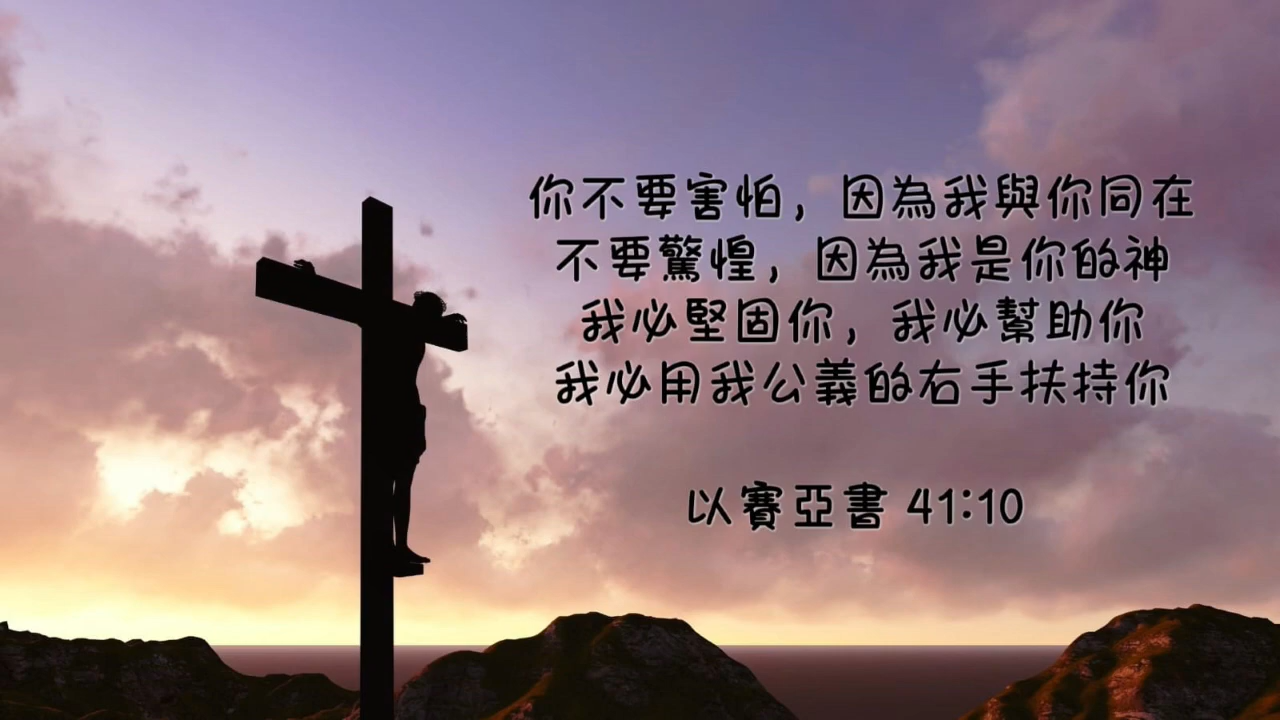 你不要害怕，因為我與你同在
不要驚惶，因為我是你的神
我必堅固你，我必幫助你
我必用我公義的右手扶持你
以賽亞書 41:10